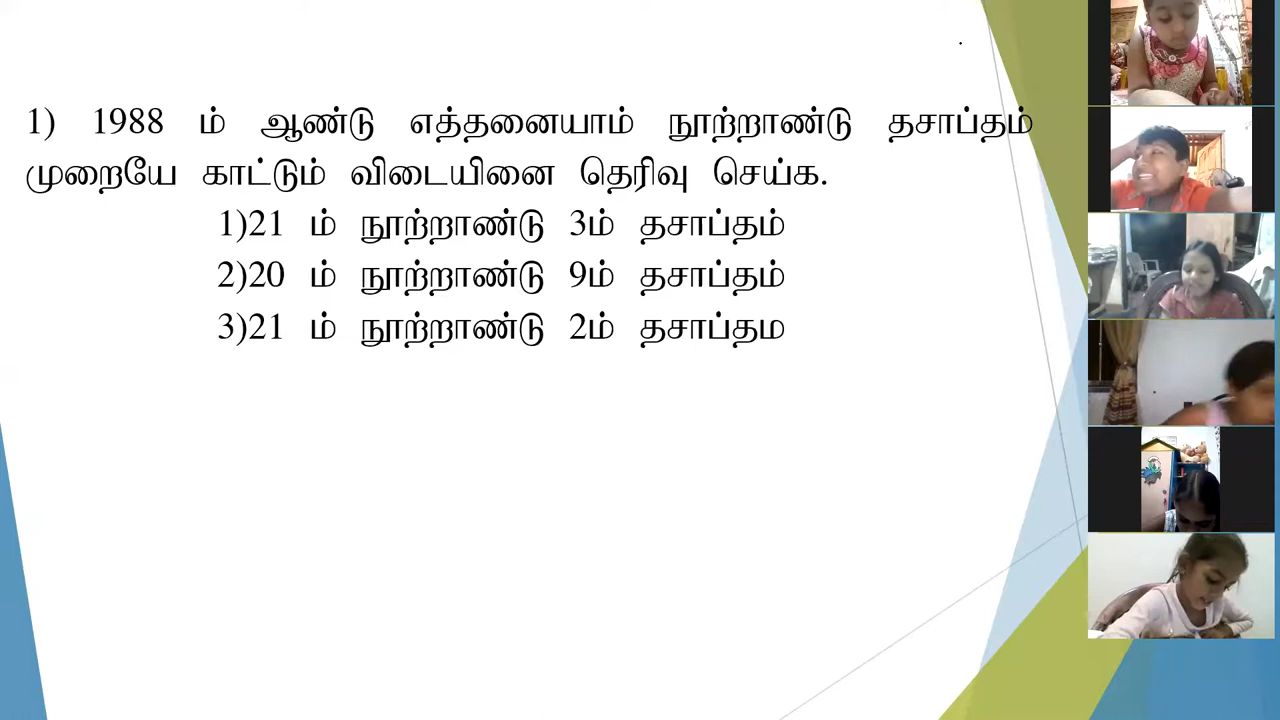 1) 1988 ம் ஆண்டு எத்தனையாம் நூற்றாண்டு தசாப்தம்
முறையே காட்டும் விடையினை தெரிவு செய்க.
1)21 ம் நூற்றாண்டு 3ம் தசாப்தம்
2)20 ம் நூற்றாண்டு 9ம் தசாப்தம்
3)21 ம் நூற்றாண்டு 2ம் தசாப்தம